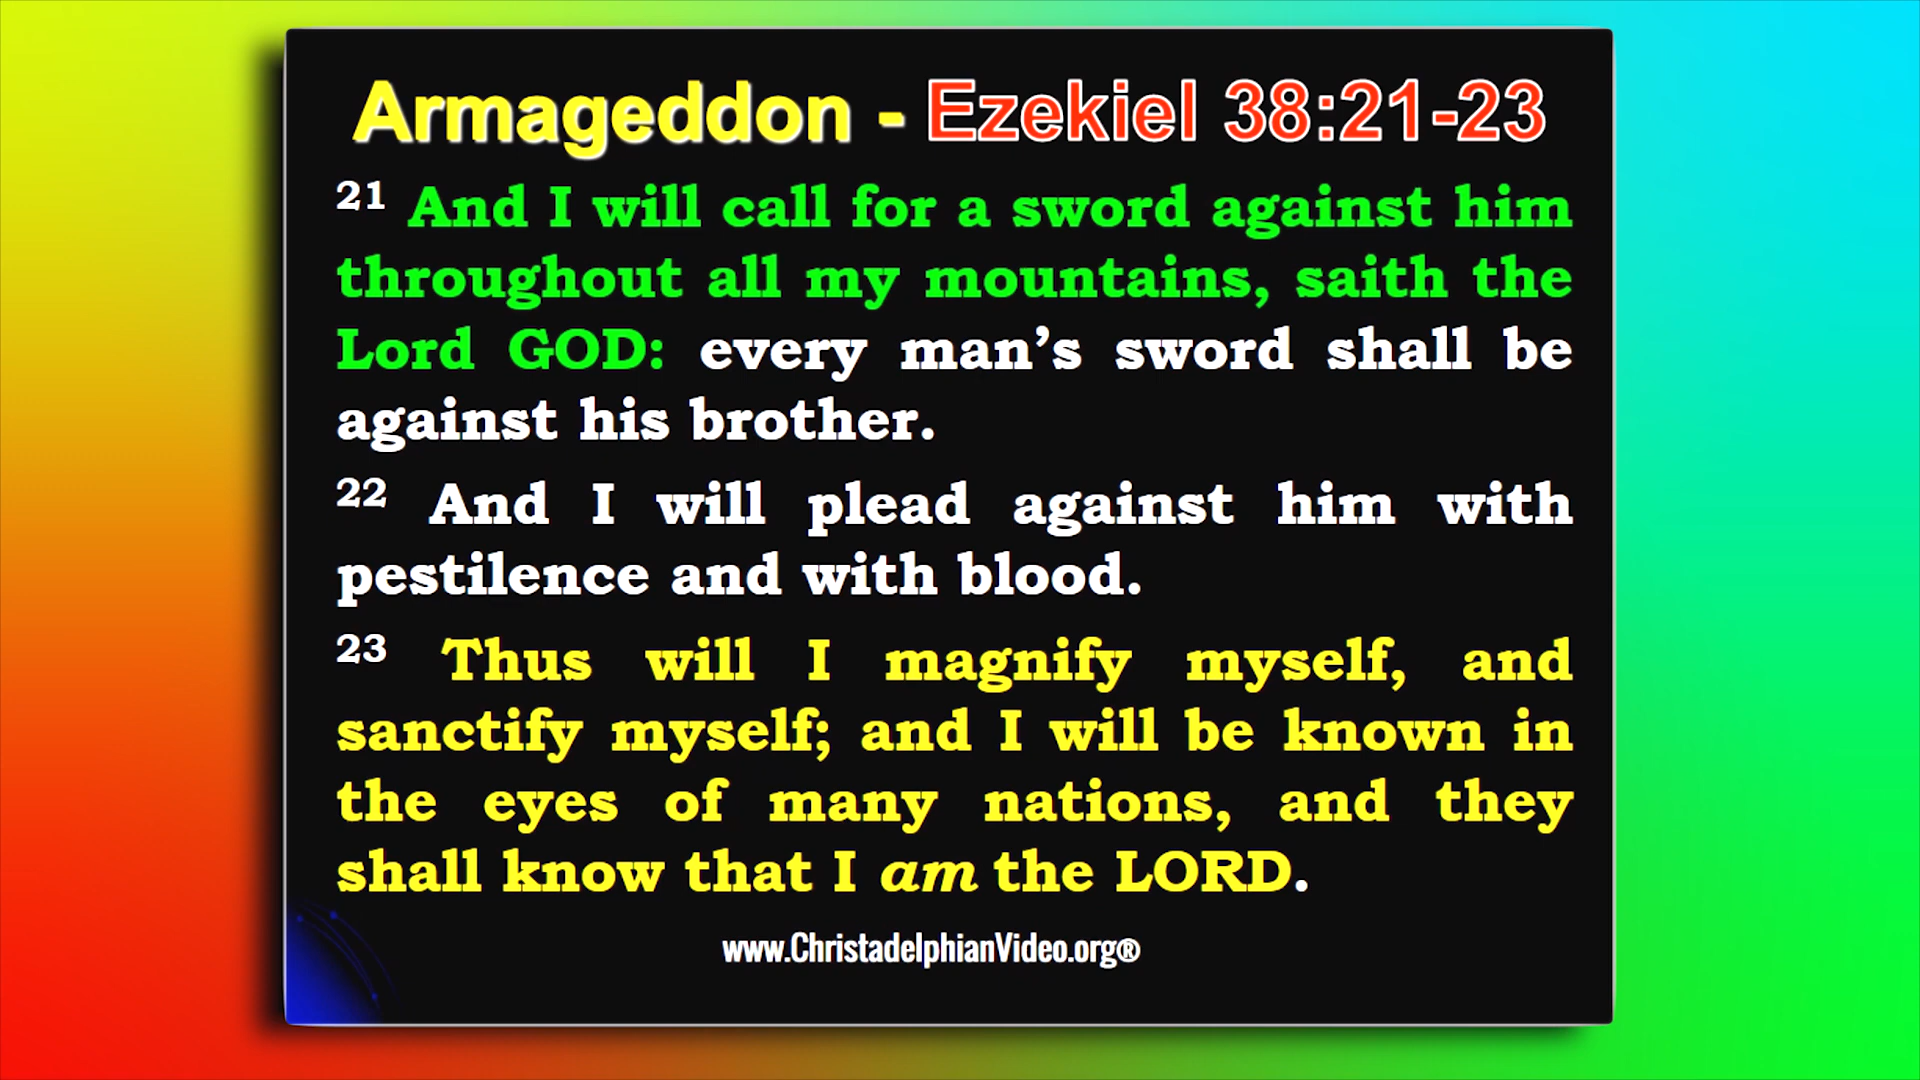 Armageddon - Ezekiel 38:21-23
21 And I will call for a sword against him
throughout all my mountains, saith the
Lord GOD: every man’s sword shall be
against his brother.
22 And I will plead against him with
pestilence and with blood.
23 Thus will I magnify myself, and
sanctify myself; and I will be known in
the eyes of many nations, and they
shall know that I am the LORD.
www.ChristadelphianVideo.org®